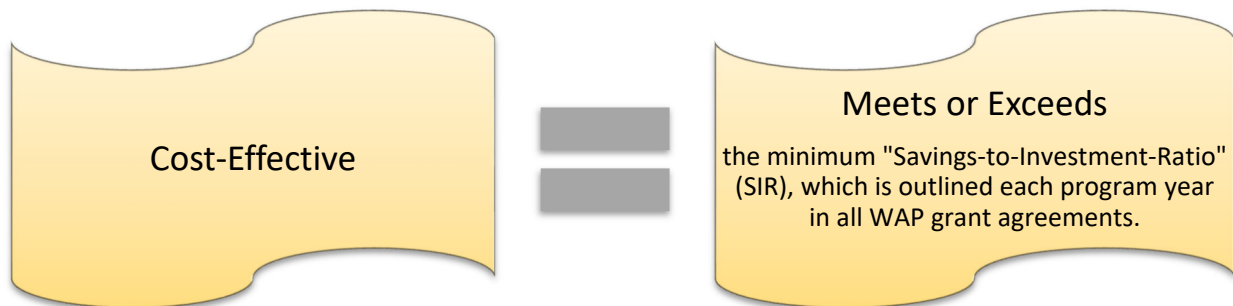 Cost-Effective
Meets or Exceeds
the minimum "Savings-to-Investment-Ratio"
(SIR), which is outlined each program year
in all WAP grant agreements.